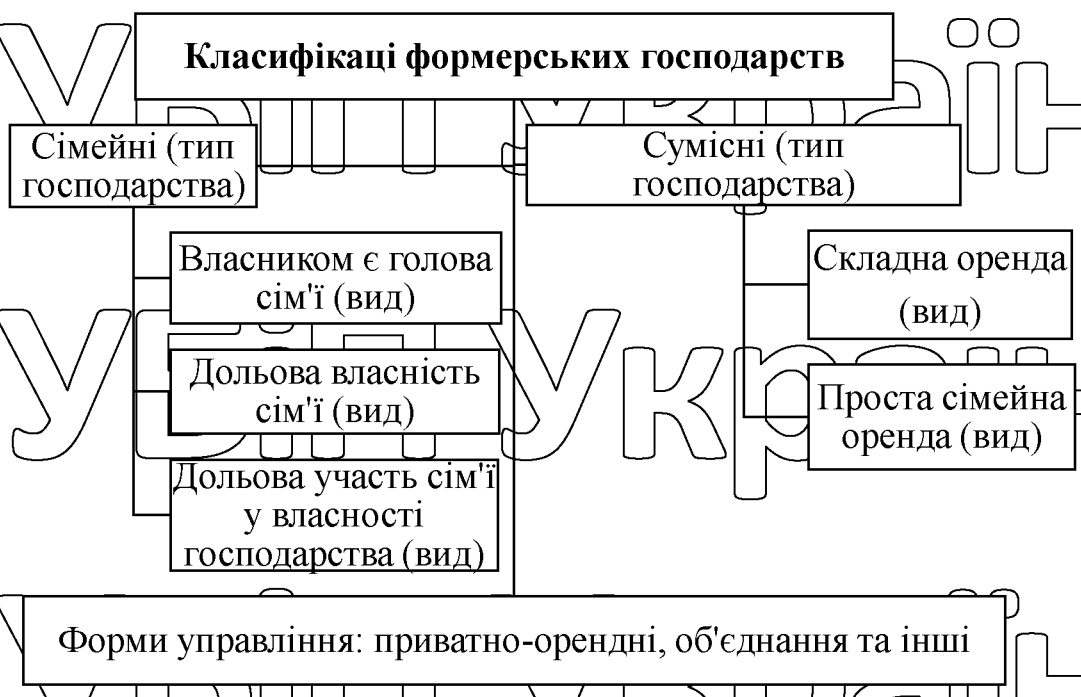 Класифікаці формерських господарств
Сімейні (тип
господарства)
Сумісні (тип
господарства)
Власником є голова
сім'ї (вид)
Дольова власність
сім'ї (вид)
Дольова участь сім'ї
у власності
господарства (вид)
Складна оренда
(вид)
Проста сімейна
оренда (вид)
Форми управління: приватно-орендні, об'єднання та інші